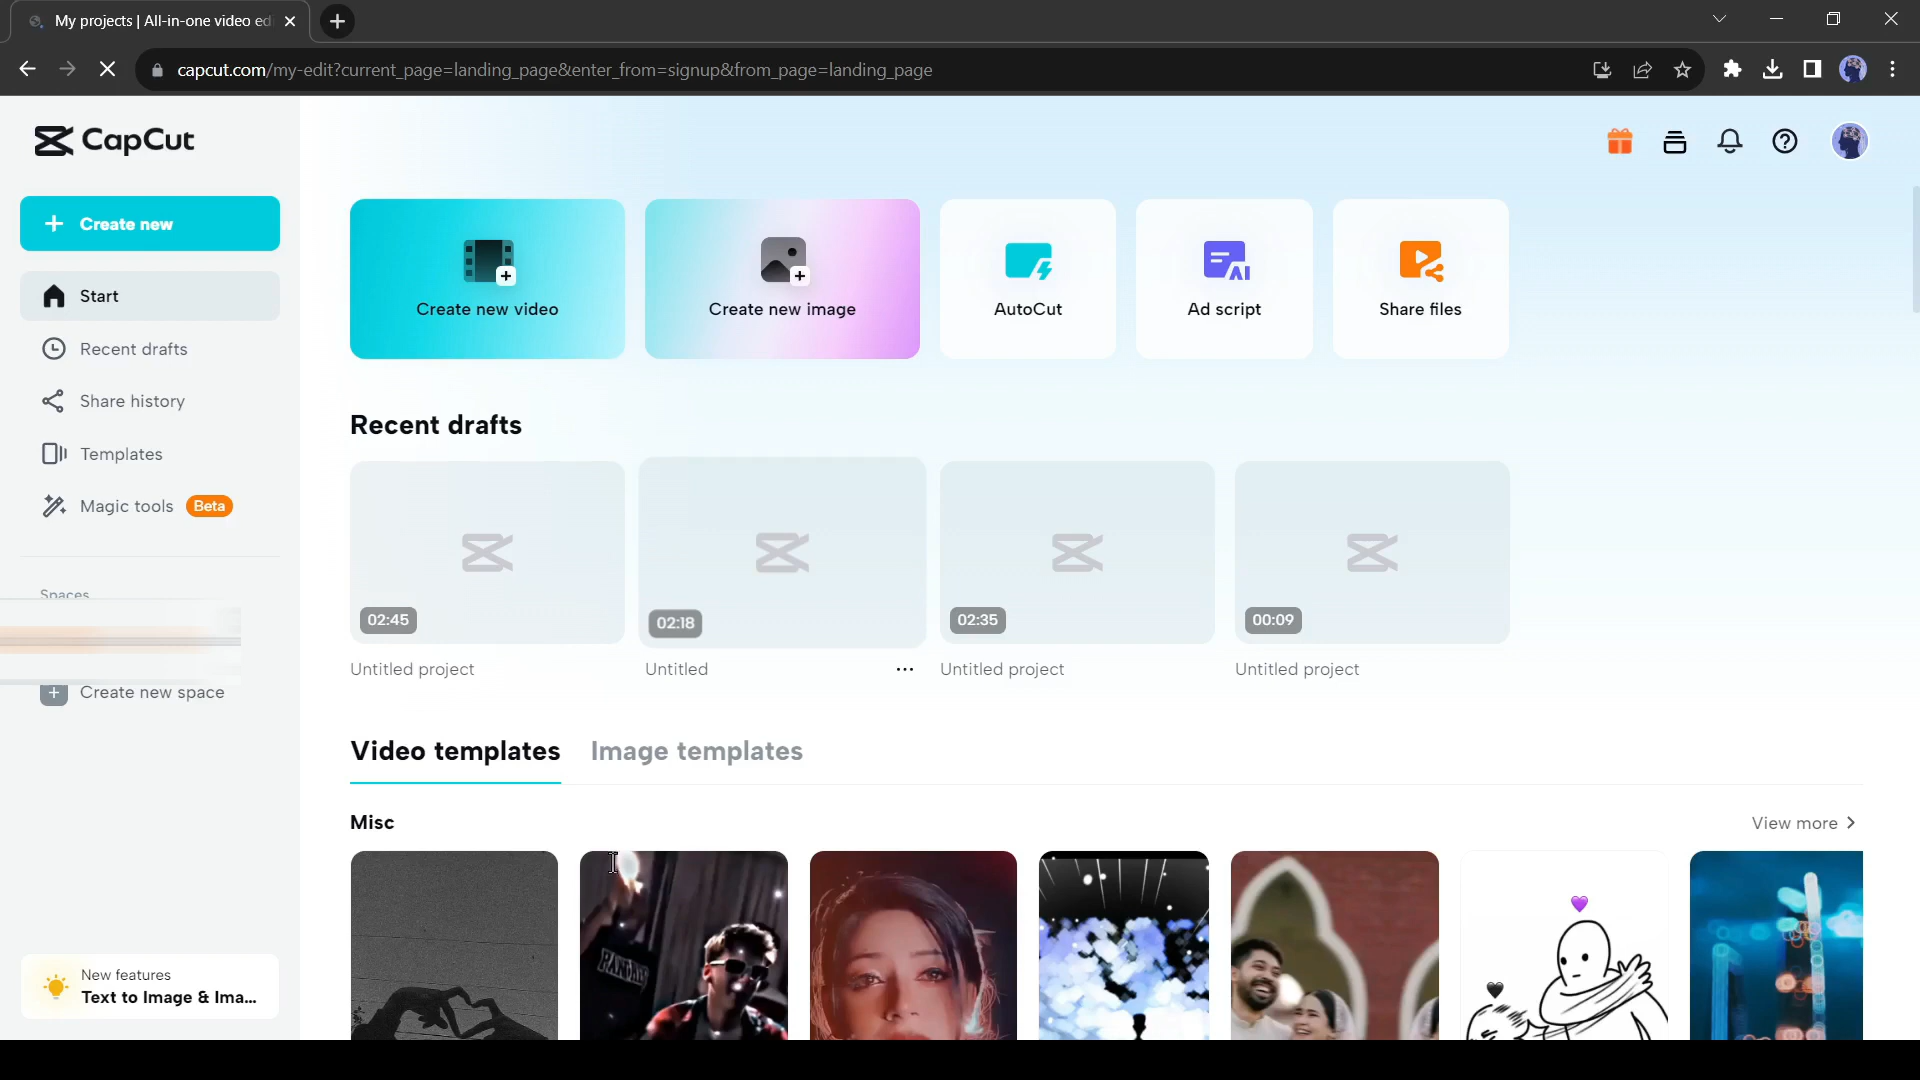 My projects | All-in-one video ed
capcut.com/my-edit?current_page=landing_page&enter_from=signup&from_page=landing_page
CapCut
Create new
Start
Recent drafts
Share history
Templates
Magic tools Beta
Spaces
Create new space
New features
Text to Image & Ima...
Create new video
Create new image
AutoCut
AI
Ad script
Share files
Recent drafts
02:45
02:18
02:35
00:09
Untitled project
Untitled
Untitled project
Untitled project
Video templates
Image templates
Misc
View more